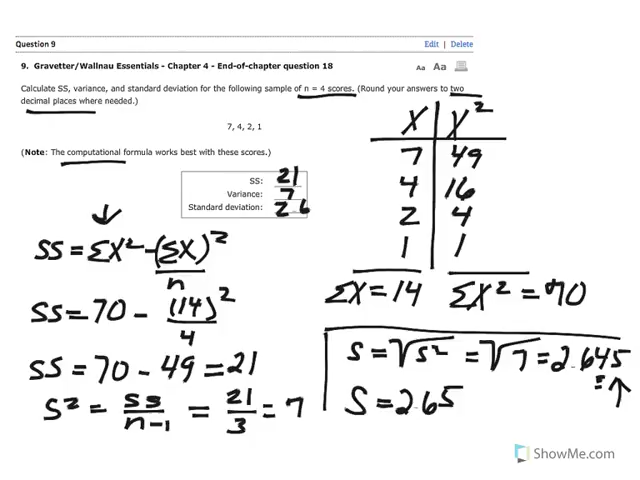 Question 9
Edit | Delete
9. Gravetter/Wallnau Essentials - Chapter 4 - End-of-chapter question 18
Aa Aa
Calculate SS, variance, and standard deviation for the following sample of n = 4 scores. (Round your answers to two
decimal places where needed.)
7, 4, 2, 1
(Note: The computational formula works best with these scores.)
SS: 21
Variance: 7
Standard deviation: 2.6
X X²
7 49
4 16
2 4
1 1
ΣX = 14 ΣX² = 70
SS = ΣX² - (ΣX)²/n
SS = 70 - (14)²/4
SS = 70 - 49 = 21
S² = SS/n-1 = 21/3 = 7
S = √S² = √7 = 2.645
S = 2.65
ShowMe.com